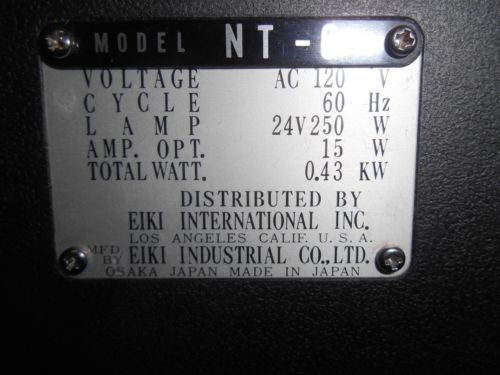 MODEL NT-
VOLTAGE AC 120 V
CYCLE 60 Hz
LAMP 24V250 W
AMP. OPT. 15 W
TOTAL WATT. 0.43 KW
DISTRIBUTED BY
EIKI INTERNATIONAL INC.
LOS ANGELES CALIF. U.S.A.
MFD. BY EIKI INDUSTRIAL CO.,LTD.
OSAKA JAPAN MADE IN JAPAN